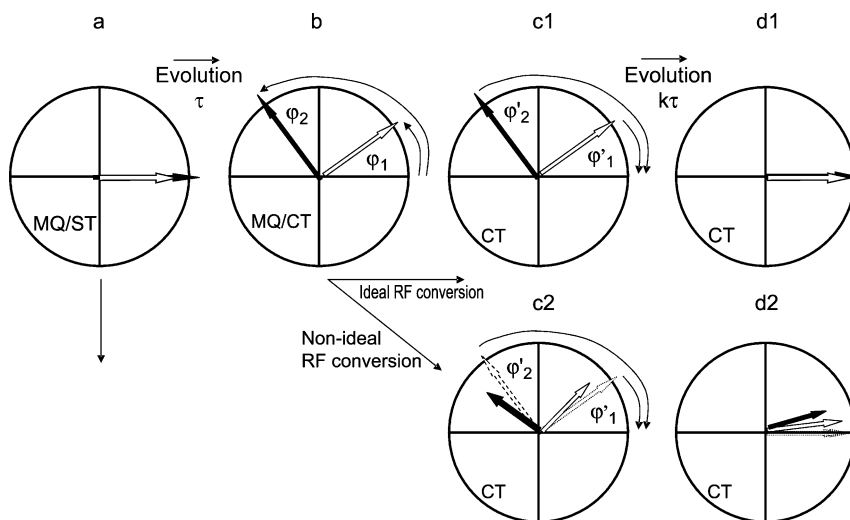 a
b
c1
d1
Evolution
τ
Evolution
kτ
φ2
φ1
φ'2
φ'1
MQ/ST
MQ/CT
CT
CT
Ideal RF conversion
Non-ideal
RF conversion
c2
d2
φ'2
φ'1
CT
CT